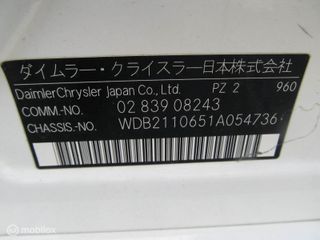 ダイムラー・クライスラー日本株式会社
DaimlerChrysler Japan Co., Ltd. PZ 2 960
COMM.-NO. 02 839 08243
CHASSIS.-NO. WDB2110651A054736
mobilox